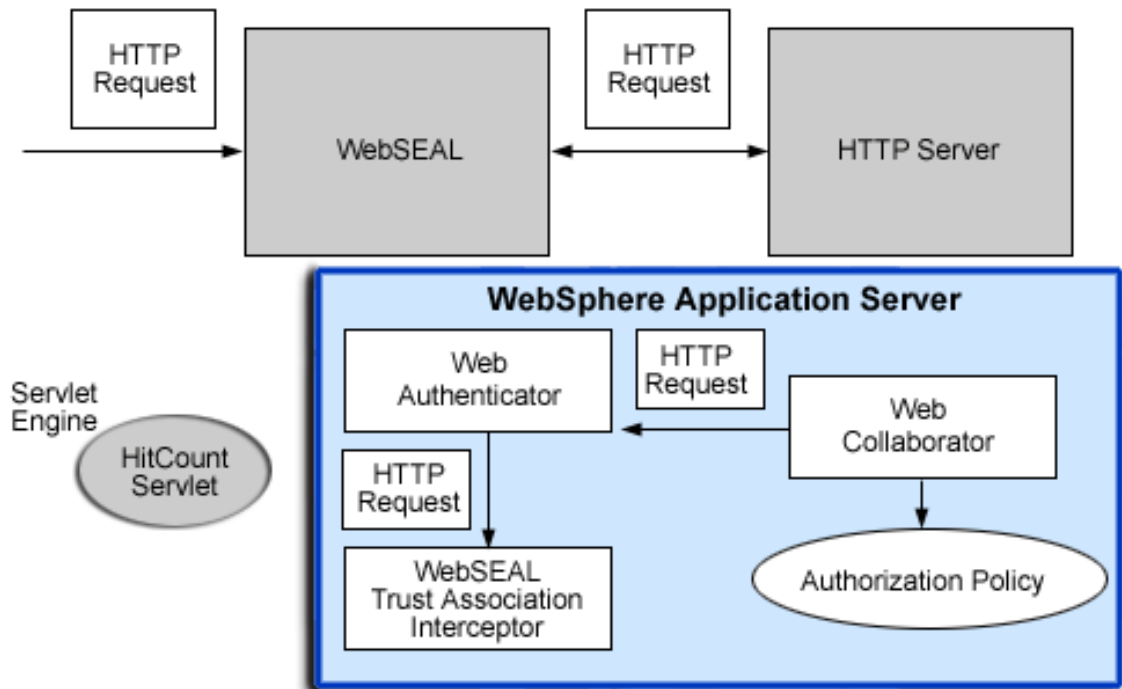 HTTP
Request
HTTP
Request
WebSEAL
HTTP Server
WebSphere Application Server
Web
Authenticator
HTTP
Request
Web
Collaborator
Servlet
Engine
HitCount
Servlet
HTTP
Request
WebSEAL
Trust Association
Interceptor
Authorization Policy